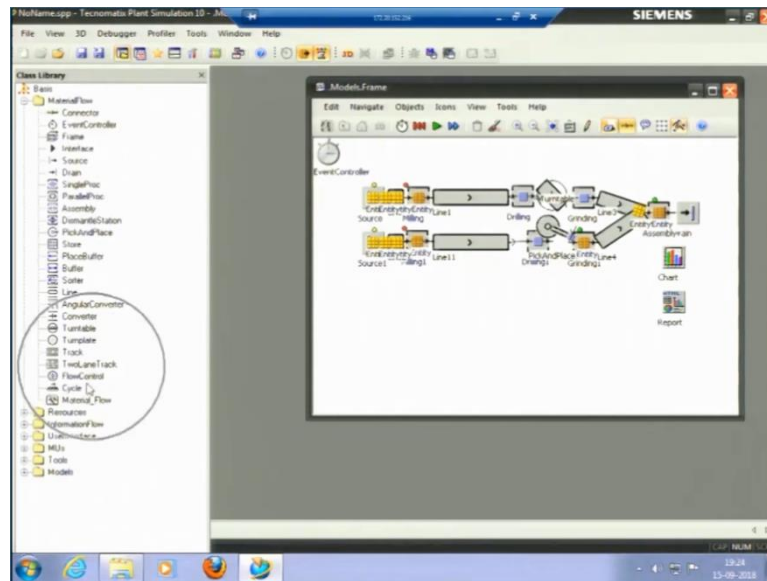 NoName.spp - Tecnomatix Plant Simulation 10 - .M
SIEMENS
File View 3D Debugger Profiler Tools Window Help
Class Library
Basis
MaterialFlow
Connector
EventController
Frame
Interface
Source
Drain
SingleProc
ParallelProc
Assembly
DismantleStation
PickAndPlace
Store
PlaceBuffer
Buffer
Sorter
Line
AngularConverter
Converter
Turntable
Turnplate
Track
TwoLaneTrack
FlowControl
Cycle
Material_Flow
Resources
InformationFlow
UserInterface
MUs
Tools
Models
.Models.Frame
Edit Navigate Objects Icons View Tools Help
EventController
Source
Milling
Line1
Drilling
Turntable
Grinding
Line3
Entity
Entity
Assembly
Source1
Line11
PickAndPlace
Entity
Line4
Drilling1
Grinding1
Chart
Report
CAP NUM
19:24
15-09-2018